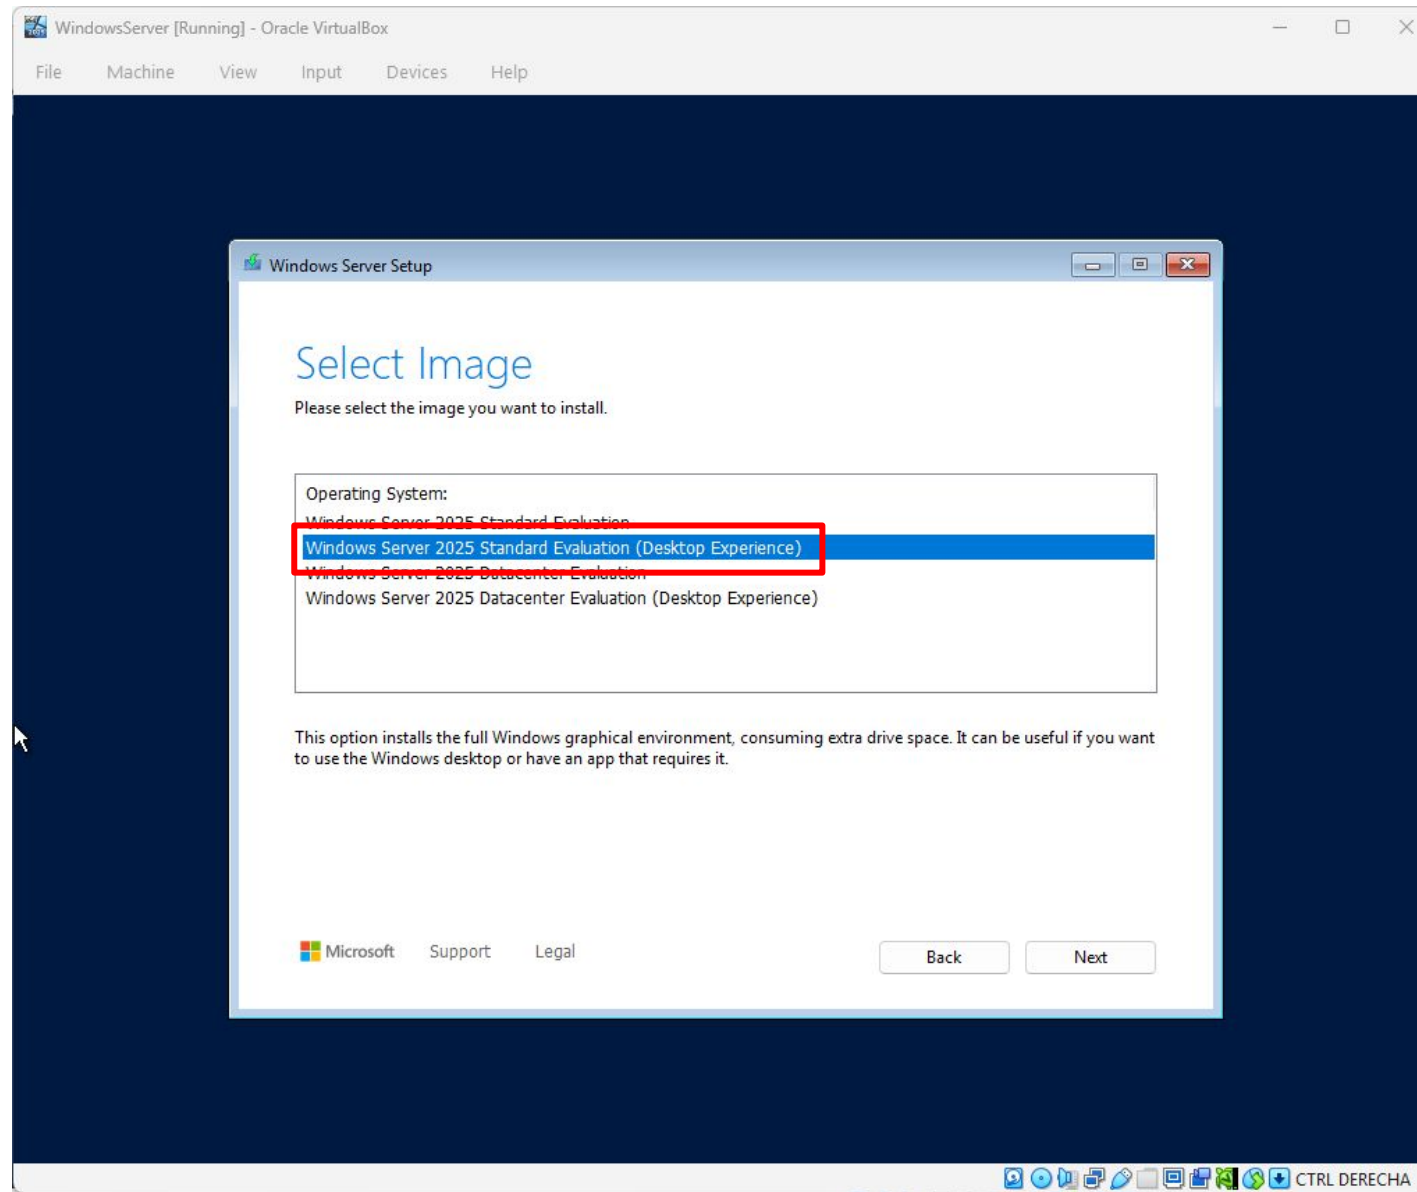 WindowsServer [Running] - Oracle VirtualBox
File Machine View Input Devices Help
Windows Server Setup
Select Image
Please select the image you want to install.
Operating System:
Windows Server 2025 Standard Evaluation
Windows Server 2025 Standard Evaluation (Desktop Experience)
Windows Server 2025 Datacenter Evaluation
Windows Server 2025 Datacenter Evaluation (Desktop Experience)
This option installs the full Windows graphical environment, consuming extra drive space. It can be useful if you want
to use the Windows desktop or have an app that requires it.
Microsoft Support Legal
Back Next
CTRL DERECHA